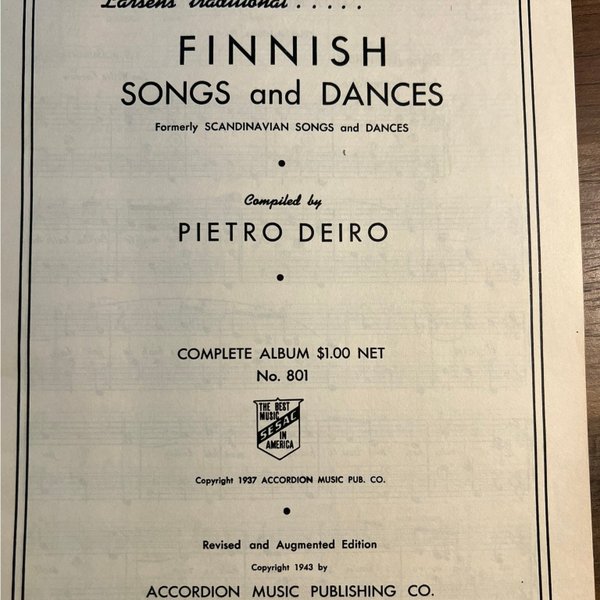 Larsens Traditional . . . . .
FINNISH
SONGS and DANCES
Formerly SCANDINAVIAN SONGS and DANCES
Compiled by
PIETRO DEIRO
COMPLETE ALBUM $1.00 NET
No. 801
THE BEST
MUSIC
SESAC
IN
AMERICA
Copyright 1937 ACCORDION MUSIC PUB. CO.
Revised and Augmented Edition
Copyright 1943 by
ACCORDION MUSIC PUBLISHING CO.